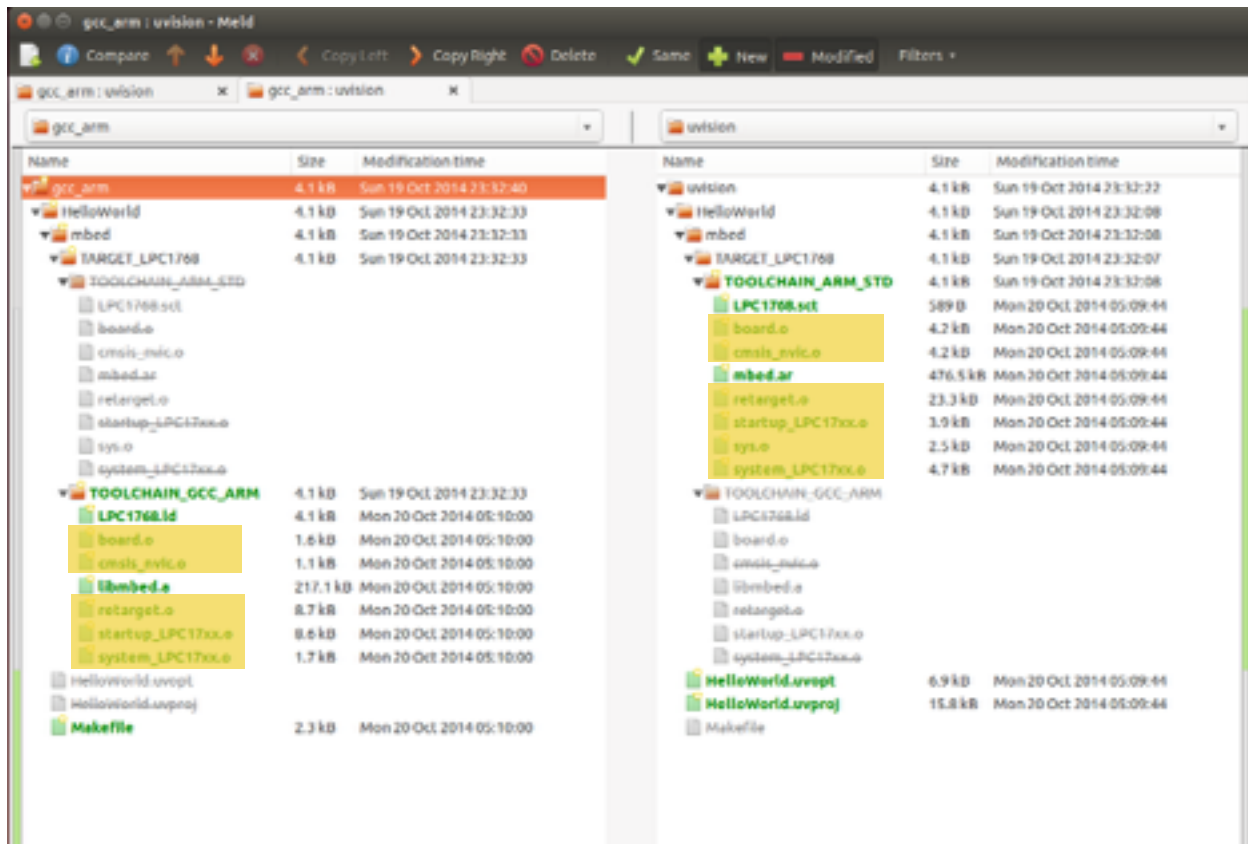 gcc_arm : uvision - Meld
Compare Copy Left Copy Right Delete Same New Modified Filters
gcc_arm : uvision × gcc_arm : uvision ×
gcc_arm uvision
Name Size Modification time Name Size Modification time
gcc_arm 4.1 kB Sun 19 Oct 2014 23:32:40 uvision 4.1 kB Sun 19 Oct 2014 23:32:22
HelloWorld 4.1 kB Sun 19 Oct 2014 23:32:33 HelloWorld 4.1 kB Sun 19 Oct 2014 23:32:08
mbed 4.1 kB Sun 19 Oct 2014 23:32:33 mbed 4.1 kB Sun 19 Oct 2014 23:32:08
TARGET_LPC1768 4.1 kB Sun 19 Oct 2014 23:32:33 TARGET_LPC1768 4.1 kB Sun 19 Oct 2014 23:32:07
TOOLCHAIN_ARM_STD TOOLCHAIN_ARM_STD 4.1 kB Sun 19 Oct 2014 23:32:08
LPC1768.sct LPC1768.sct 589 B Mon 20 Oct 2014 05:09:44
board.o board.o 4.2 kB Mon 20 Oct 2014 05:09:44
cmsis_nvic.o cmsis_nvic.o 4.2 kB Mon 20 Oct 2014 05:09:44
mbed.ar mbed.ar 476.5 kB Mon 20 Oct 2014 05:09:44
retarget.o retarget.o 23.3 kB Mon 20 Oct 2014 05:09:44
startup_LPC17xx.o startup_LPC17xx.o 3.9 kB Mon 20 Oct 2014 05:09:44
sys.o sys.o 2.5 kB Mon 20 Oct 2014 05:09:44
system_LPC17xx.o system_LPC17xx.o 4.7 kB Mon 20 Oct 2014 05:09:44
TOOLCHAIN_GCC_ARM 4.1 kB Sun 19 Oct 2014 23:32:33 TOOLCHAIN_GCC_ARM
LPC1768.ld 4.1 kB Mon 20 Oct 2014 05:10:00 LPC1768.ld
board.o 1.6 kB Mon 20 Oct 2014 05:10:00 board.o
cmsis_nvic.o 1.1 kB Mon 20 Oct 2014 05:10:00 cmsis_nvic.o
libmbed.a 217.1 kB Mon 20 Oct 2014 05:10:00 libmbed.a
retarget.o 8.7 kB Mon 20 Oct 2014 05:10:00 retarget.o
startup_LPC17xx.o 8.6 kB Mon 20 Oct 2014 05:10:00 startup_LPC17xx.o
system_LPC17xx.o 1.7 kB Mon 20 Oct 2014 05:10:00 system_LPC17xx.o
HelloWorld.uvopt HelloWorld.uvopt 6.9 kB Mon 20 Oct 2014 05:09:44
HelloWorld.uvproj HelloWorld.uvproj 15.8 kB Mon 20 Oct 2014 05:09:44
Makefile 2.3 kB Mon 20 Oct 2014 05:10:00 Makefile